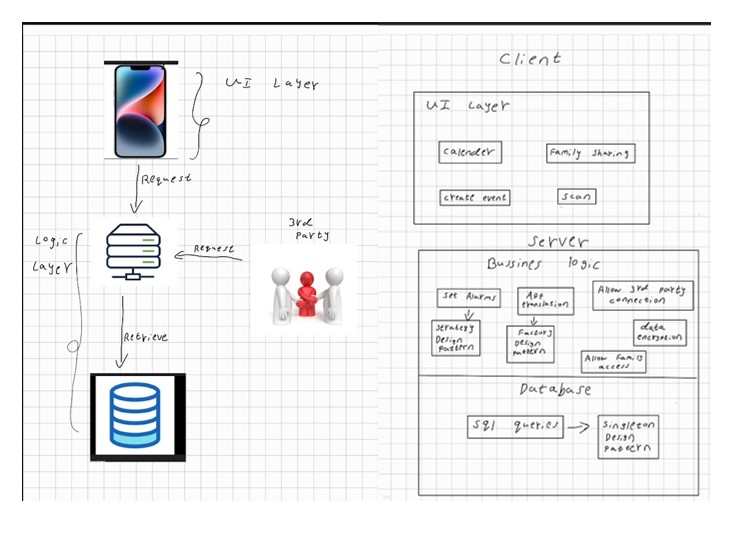 UI Layer
Request
Logic
Layer
Request
3rd
Party
Retrieve
Client
UI Layer
Calender
Family Sharing
Create event
Scan
Server
Bussines logic
Set Alarms
App
translation
Allow 3rd party
connection
Strategy
Design
Pattern
Factory
Design
Pattern
data
encryption
Allow Family
access
Database
Sql queries
Singleton
Design
Pattern